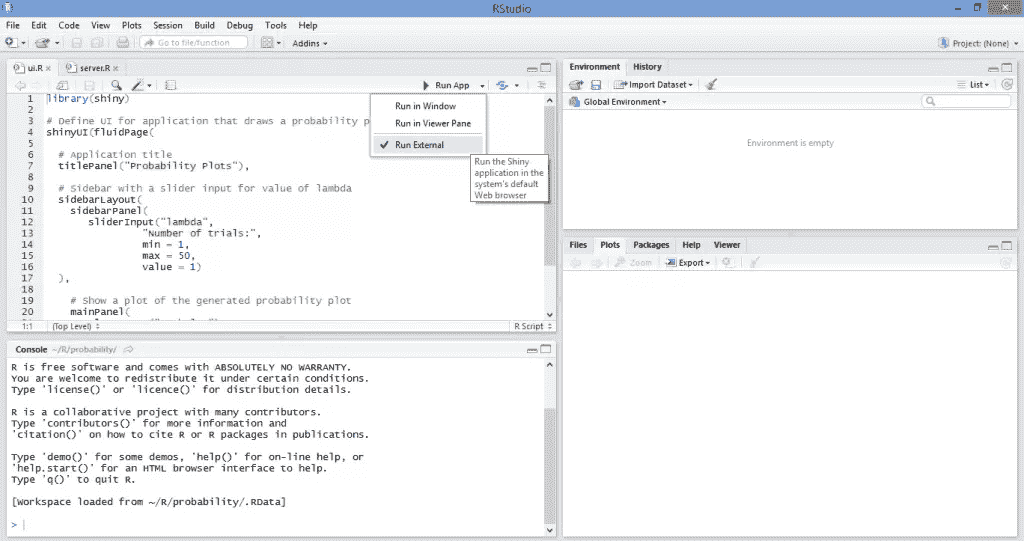 RStudio
File Edit Code View Plots Session Build Debug Tools Help
Go to file/function Addins Project: (None)
ui.R server.R
Run App
1 library(shiny)
2
3 # Define UI for application that draws a probability p
4 shinyUI(fluidPage(
5
6 # Application title
7 titlePanel("Probability Plots"),
8
9 # Sidebar with a slider input for value of lambda
10 sidebarLayout(
11 sidebarPanel(
12 sliderInput("lambda",
13 "Number of trials:",
14 min = 1,
15 max = 50,
16 value = 1)
17 ),
18
19 # Show a plot of the generated probability plot
20 mainPanel(
1:1 (Top Level) R Script
Run in Window
Run in Viewer Pane
Run External
Run the Shiny
application in the
system's default
Web browser
Console ~/R/probability/
R is free software and comes with ABSOLUTELY NO WARRANTY.
You are welcome to redistribute it under certain conditions.
Type 'license()' or 'licence()' for distribution details.
R is a collaborative project with many contributors.
Type 'contributors()' for more information and
'citation()' on how to cite R or R packages in publications.
Type 'demo()' for some demos, 'help()' for on-line help, or
'help.start()' for an HTML browser interface to help.
Type 'q()' to quit R.
[Workspace loaded from ~/R/probability/.RData]
>
Environment History
Import Dataset List
Global Environment
Environment is empty
Files Plots Packages Help Viewer
Zoom Export